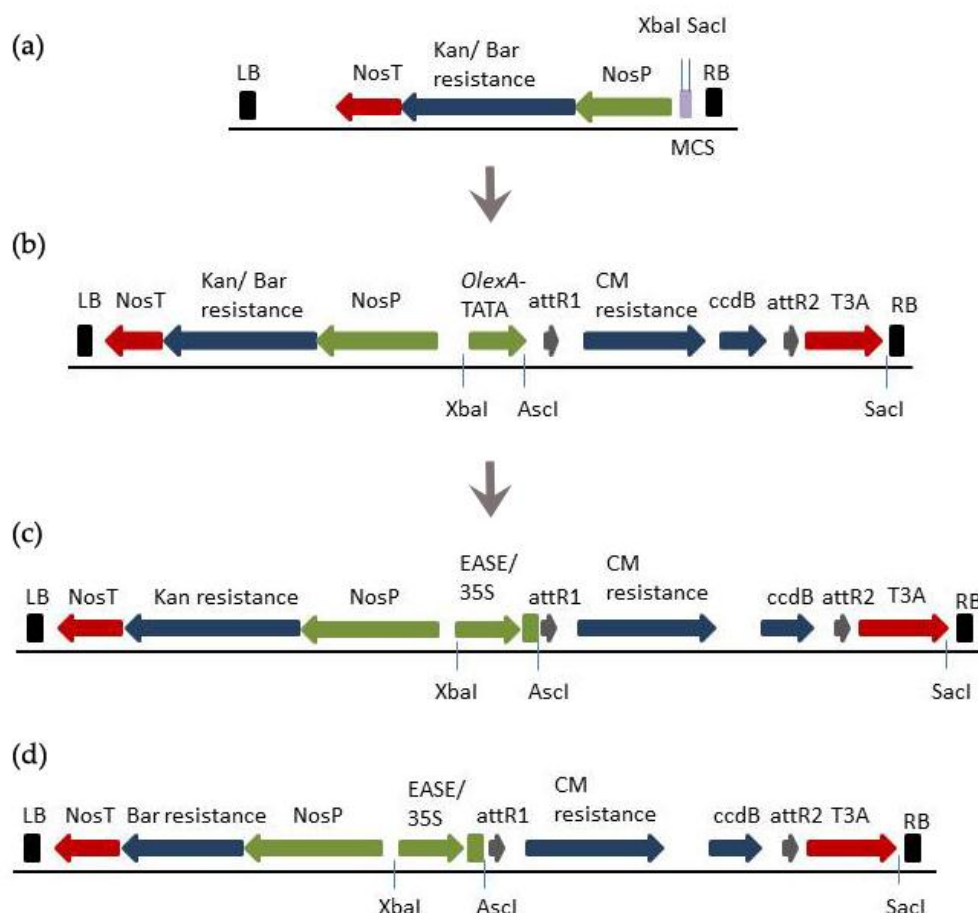 (a)
XbaI SacI
Kan/ Bar
LB NosT resistance NosP RB
MCS
(b)
Kan/ Bar OlexA- CM
LB NosT resistance NosP TATA attR1 resistance ccdB attR2 T3A RB
XbaI AscI SacI
(c)
EASE/ CM
LB NosT Kan resistance NosP 35S attR1 resistance ccdB attR2 T3A RB
XbaI AscI SacI
(d)
EASE/ CM
LB NosT Bar resistance NosP 35S attR1 resistance ccdB attR2 T3A RB
XbaI AscI SacI